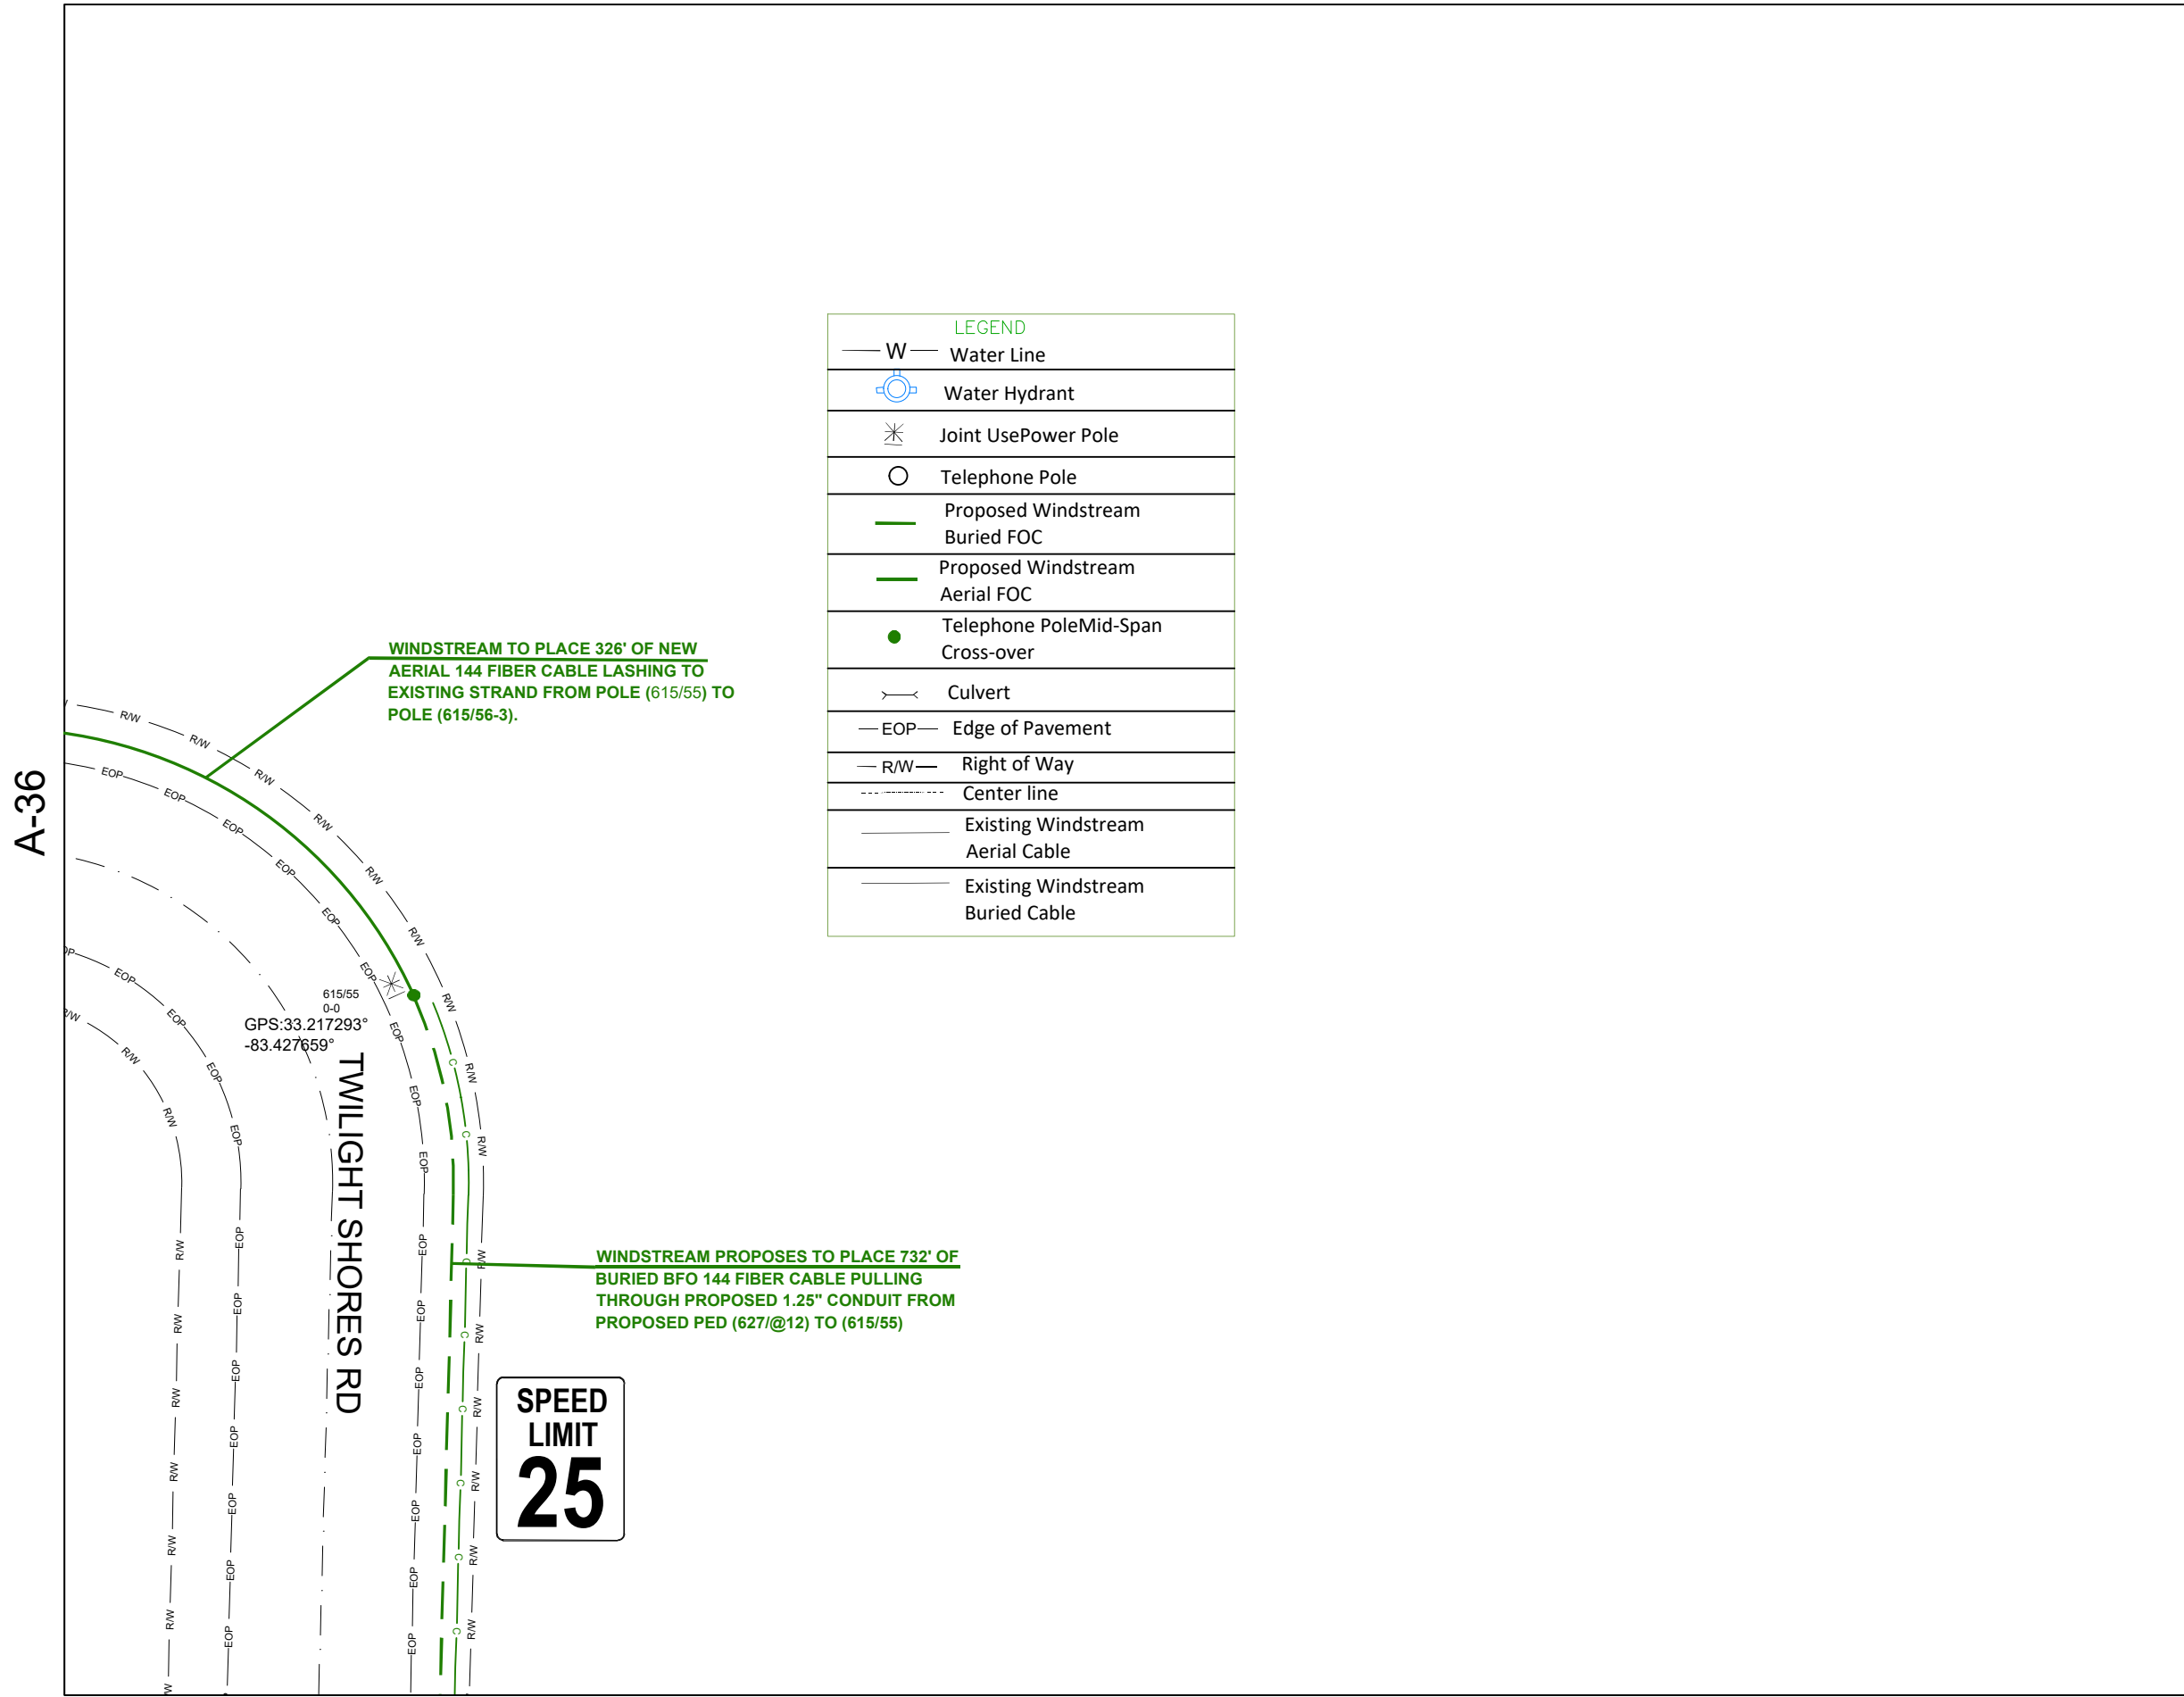 A-36
LEGEND
W Water Line
Water Hydrant
Joint UsePower Pole
Telephone Pole
Proposed Windstream
Buried FOC
Proposed Windstream
Aerial FOC
Telephone PoleMid-Span
Cross-over
Culvert
EOP Edge of Pavement
R/W Right of Way
Center line
Existing Windstream
Aerial Cable
Existing Windstream
Buried Cable
WINDSTREAM TO PLACE 326' OF NEW
AERIAL 144 FIBER CABLE LASHING TO
EXISTING STRAND FROM POLE (615/55) TO
POLE (615/56-3).
615/55
0-0
GPS:33.217293°
-83.427659°
TWILIGHT SHORES RD
WINDSTREAM PROPOSES TO PLACE 732' OF
BURIED BFO 144 FIBER CABLE PULLING
THROUGH PROPOSED 1.25" CONDUIT FROM
PROPOSED PED (627/@12) TO (615/55)
SPEED
LIMIT
25
R/W
EOP
C